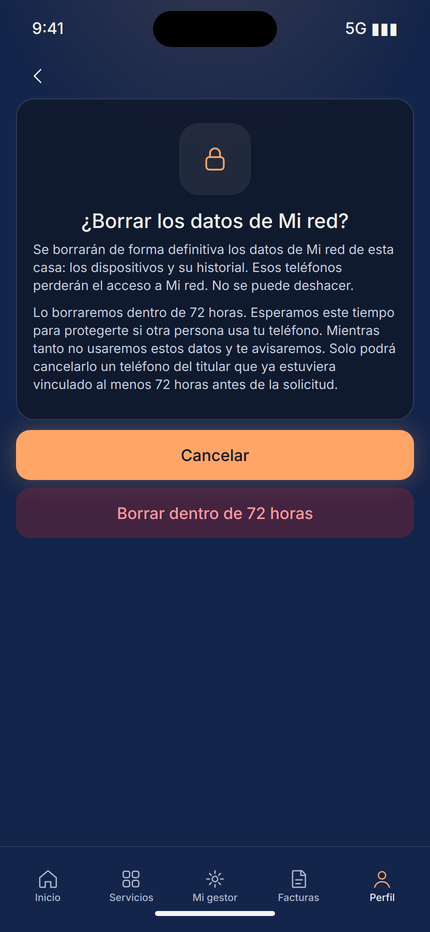 9:41
5G
¿Borrar los datos de Mi red?
Se borrarán de forma definitiva los datos de Mi red de esta
casa: los dispositivos y su historial. Esos teléfonos
perderán el acceso a Mi red. No se puede deshacer.
Lo borraremos dentro de 72 horas. Esperamos este tiempo
para protegerte si otra persona usa tu teléfono. Mientras
tanto no usaremos estos datos y te avisaremos. Solo podrá
cancelarlo un teléfono del titular que ya estuviera
vinculado al menos 72 horas antes de la solicitud.
Cancelar
Borrar dentro de 72 horas
Inicio
Servicios
Mi gestor
Facturas
Perfil